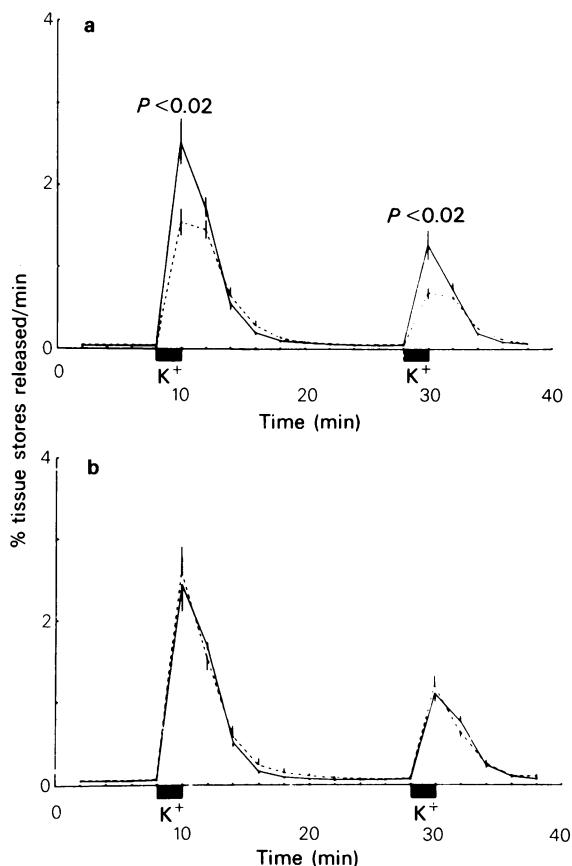 a
4
P<0.02
2
P<0.02
0
K+
K+
0
10
20
30
40
Time (min)
% tissue stores released/min
b
4
2
0
K+
K+
0
10
20
30
40
Time (min)